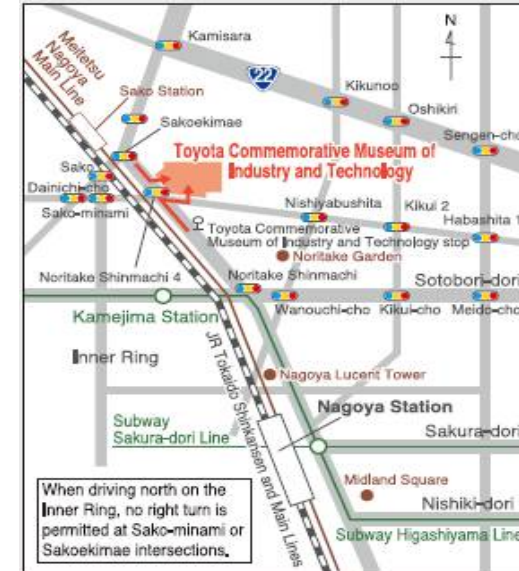 N
Kamisara
Meitetsu
Nagoya
Main Line
22
Sako Station
Kikunoo
Oshikiri
Sengen-cho
Sakoekimae
Toyota Commemorative Museum of
Industry and Technology
Sako
Dainichi-cho
Sako-minami
Nishiyabushita
Kikui 2
Habashita 1
Toyota Commemorative
Museum of Industry and Technology stop
Noritake Garden
Noritake Shinmachi 4
Noritake Shinmachi
Sotobori-dori
Kamejima Station
Wanouchi-cho
Kikui-cho
Meido-cho
Inner Ring
JR Tokaido Shinkansen and Main Lines
Nagoya Lucent Tower
Nagoya Station
Subway
Sakura-dori Line
Sakura-dori
Midland Square
Nishiki-dori
Subway Higashiyama Line
When driving north on the
Inner Ring, no right turn is
permitted at Sako-minami or
Sakoekimae intersections.